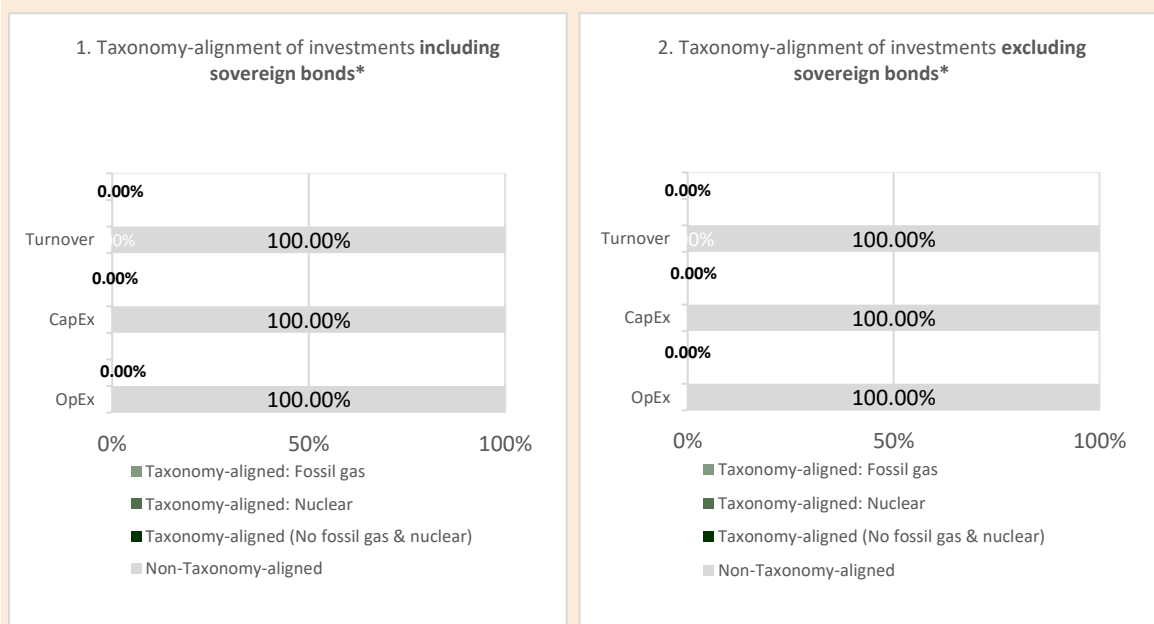 1. Taxonomy-alignment of investments including
sovereign bonds*
0.00%
Turnover 100.00%
0.00%
CapEx 100.00%
0.00%
OpEx 100.00%
0% 50% 100%
Taxonomy-aligned: Fossil gas
Taxonomy-aligned: Nuclear
Taxonomy-aligned (No fossil gas & nuclear)
Non-Taxonomy-aligned
2. Taxonomy-alignment of investments excluding
sovereign bonds*
0.00%
Turnover 100.00%
0.00%
CapEx 100.00%
0.00%
OpEx 100.00%
0% 50% 100%
Taxonomy-aligned: Fossil gas
Taxonomy-aligned: Nuclear
Taxonomy-aligned (No fossil gas & nuclear)
Non-Taxonomy-aligned